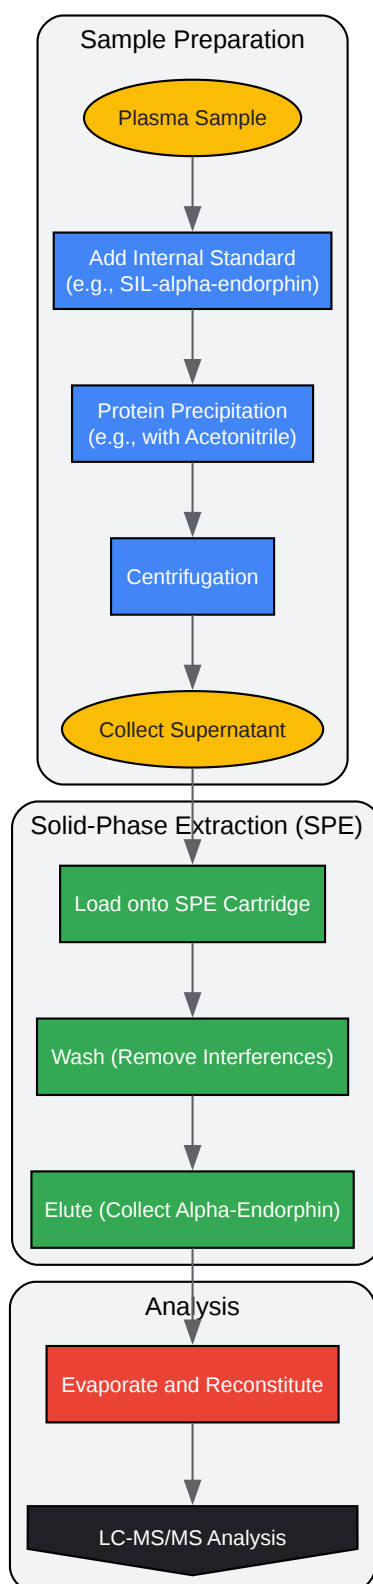 Sample Preparation
Plasma Sample
Add Internal Standard
(e.g., SIL-alpha-endorphin)
Protein Precipitation
(e.g., with Acetonitrile)
Centrifugation
Collect Supernatant
Solid-Phase Extraction (SPE)
Load onto SPE Cartridge
Wash (Remove Interferences)
Elute (Collect Alpha-Endorphin)
Analysis
Evaporate and Reconstitute
LC-MS/MS Analysis